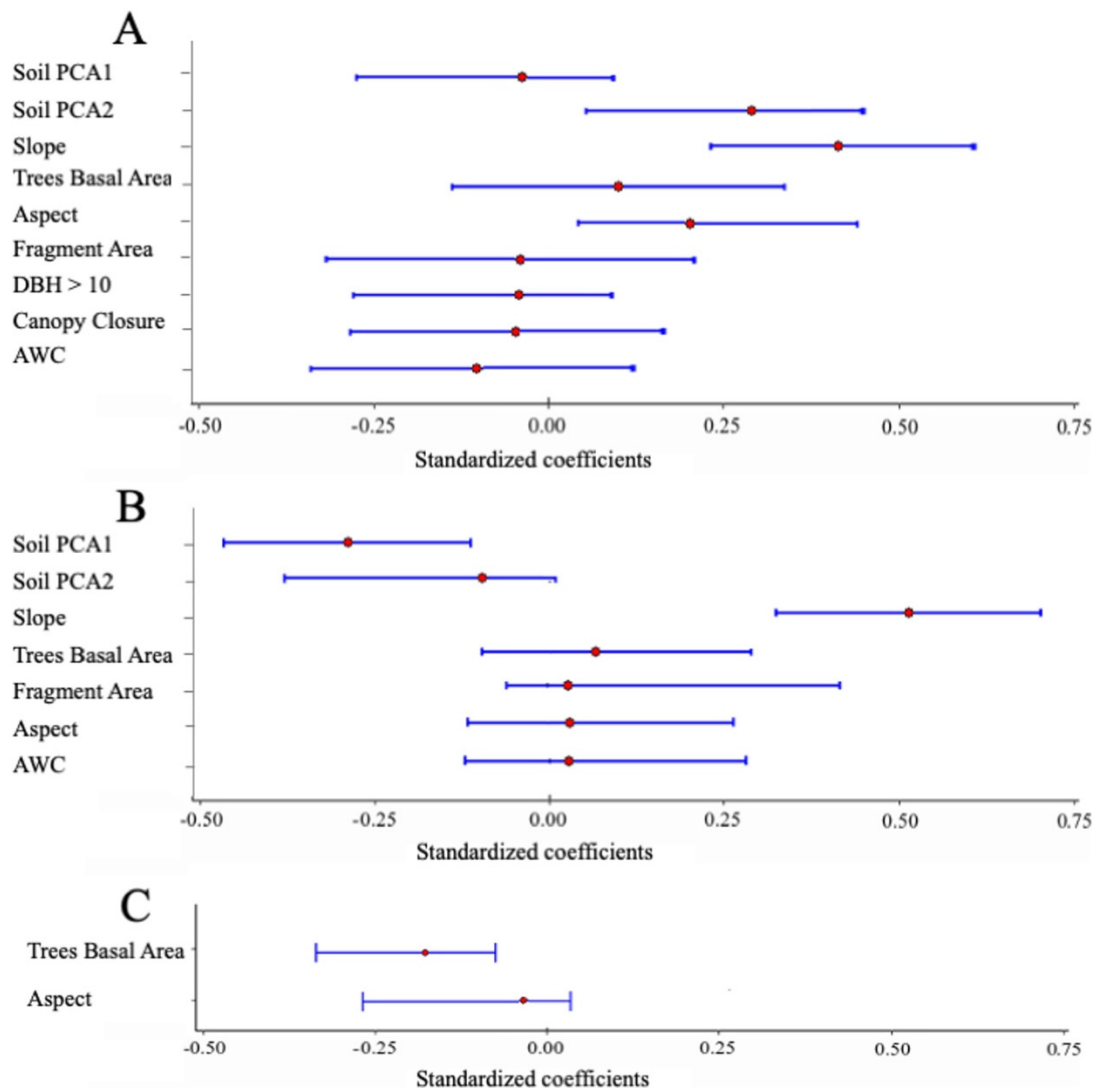 A
Soil PCA1
Soil PCA2
Slope
Trees Basal Area
Aspect
Fragment Area
DBH > 10
Canopy Closure
AWC
-0.50 -0.25 0.00 0.25 0.50 0.75
Standardized coefficients
B
Soil PCA1
Soil PCA2
Slope
Trees Basal Area
Fragment Area
Aspect
AWC
-0.50 -0.25 0.00 0.25 0.50 0.75
Standardized coefficients
C
Trees Basal Area
Aspect
-0.50 -0.25 0.00 0.25 0.50 0.75
Standardized coefficients